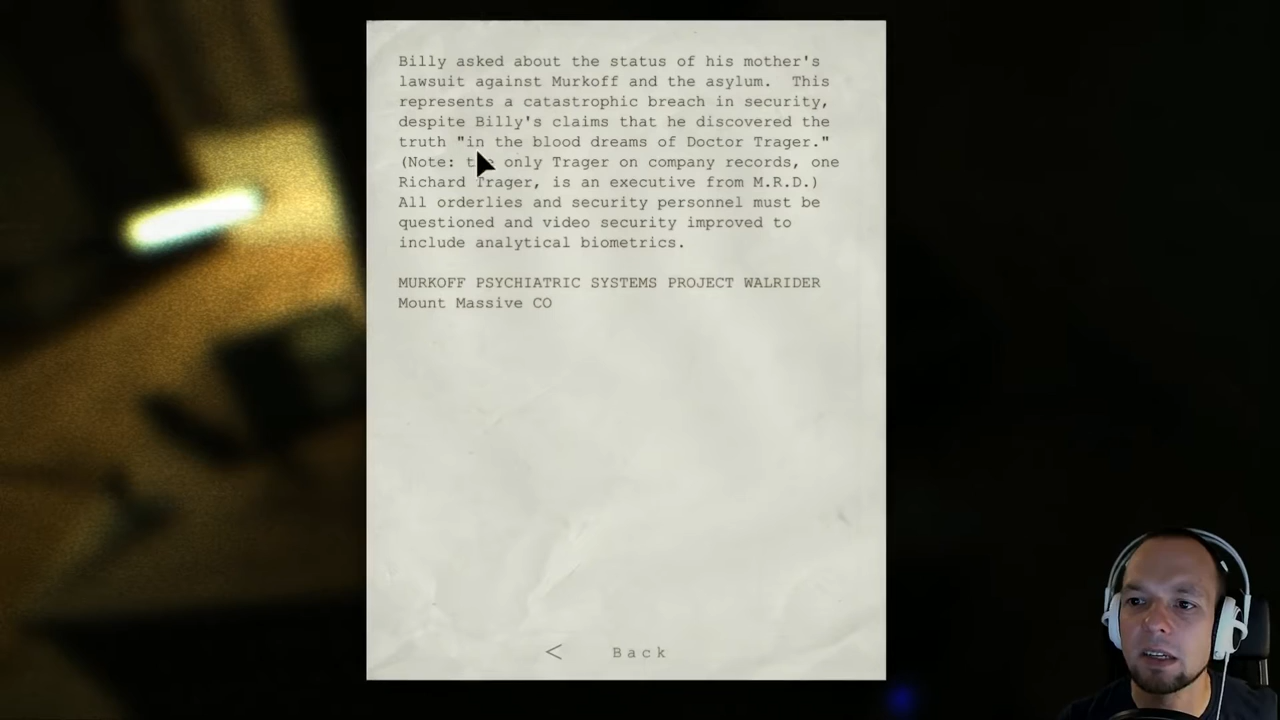 Billy asked about the status of his mother's
lawsuit against Murkoff and the asylum. This
represents a catastrophic breach in security,
despite Billy's claims that he discovered the
truth "in the blood dreams of Doctor Trager."
(Note: the only Trager on company records, one
Richard Trager, is an executive from M.R.D.)
All orderlies and security personnel must be
questioned and video security improved to
include analytical biometrics.
MURKOFF PSYCHIATRIC SYSTEMS PROJECT WALRIDER
Mount Massive CO
< Back